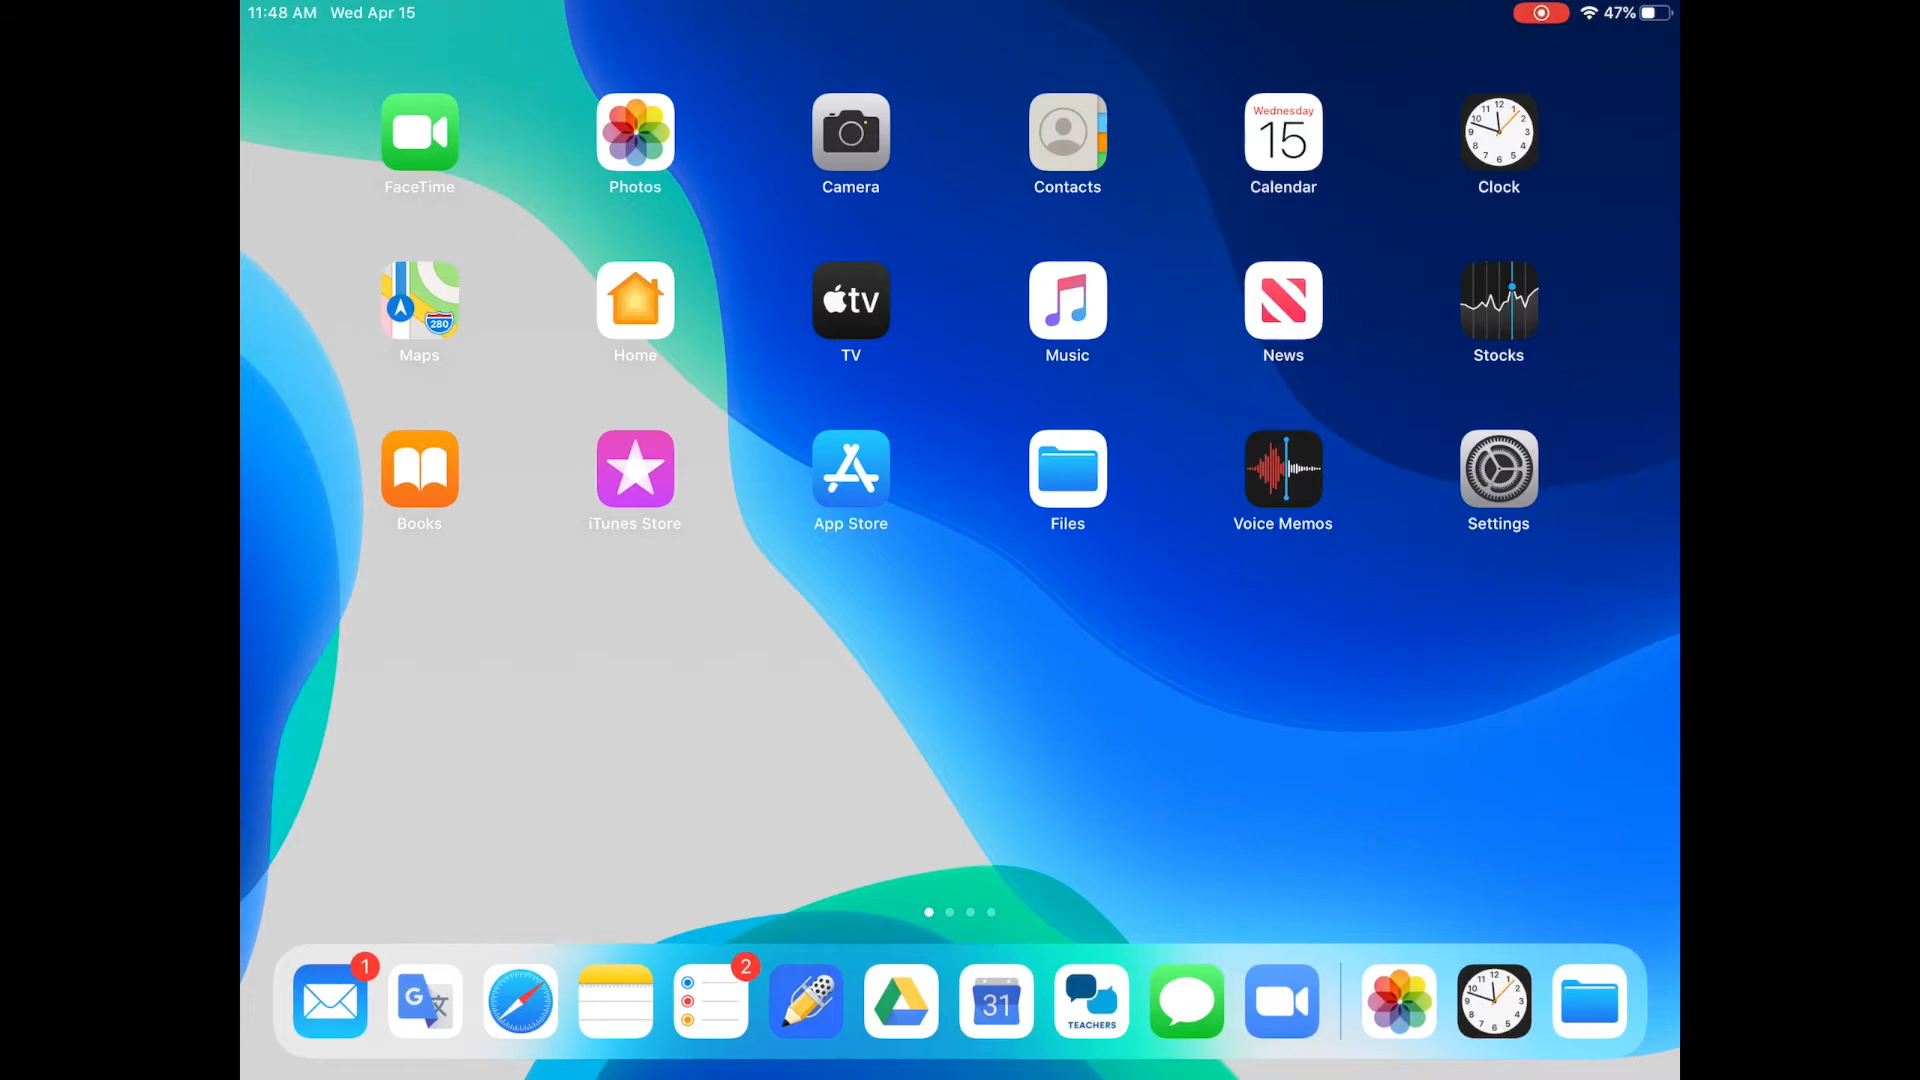 11:48 AM Wed Apr 15
47%
Wednesday
15
FaceTime
Photos
Camera
Contacts
Calendar
Clock
280
tv
Maps
Home
TV
Music
News
Stocks
Books
iTunes Store
App Store
Files
Voice Memos
Settings
1
2
G 文
31
TEACHERS